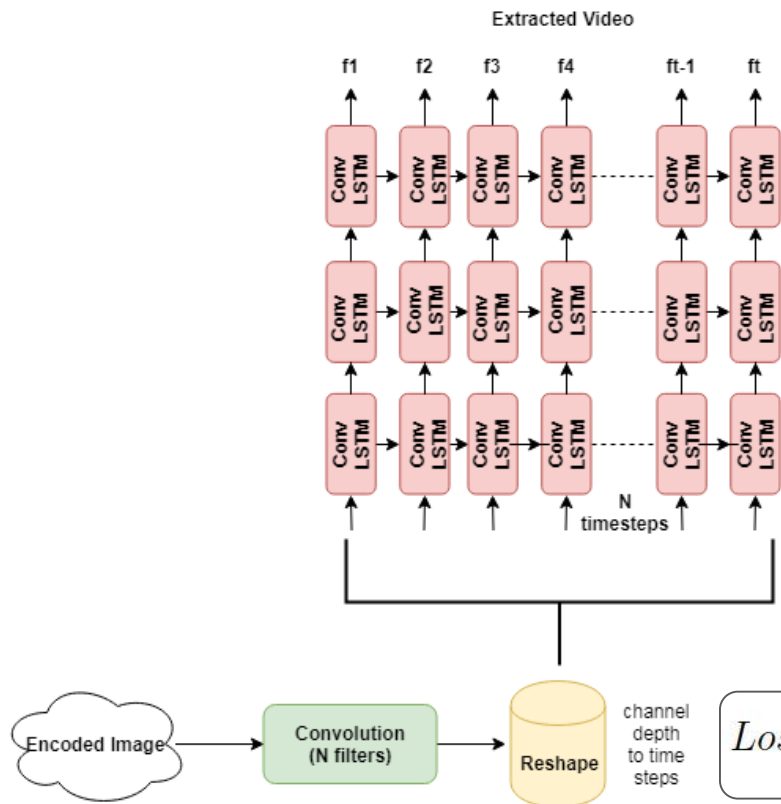 Extracted Video
f1 f2 f3 f4 ft-1 ft
Conv LSTM Conv LSTM Conv LSTM Conv LSTM Conv LSTM Conv LSTM
Conv LSTM Conv LSTM Conv LSTM Conv LSTM Conv LSTM Conv LSTM
Conv LSTM Conv LSTM Conv LSTM Conv LSTM Conv LSTM Conv LSTM
N
timesteps
Encoded Image
Convolution
(N filters)
Reshape
channel
depth
to time
steps
Los